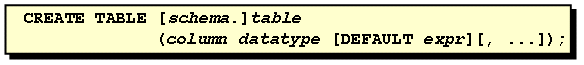 CREATE TABLE [schema.]table
(column datatype [DEFAULT expr][, ...]);